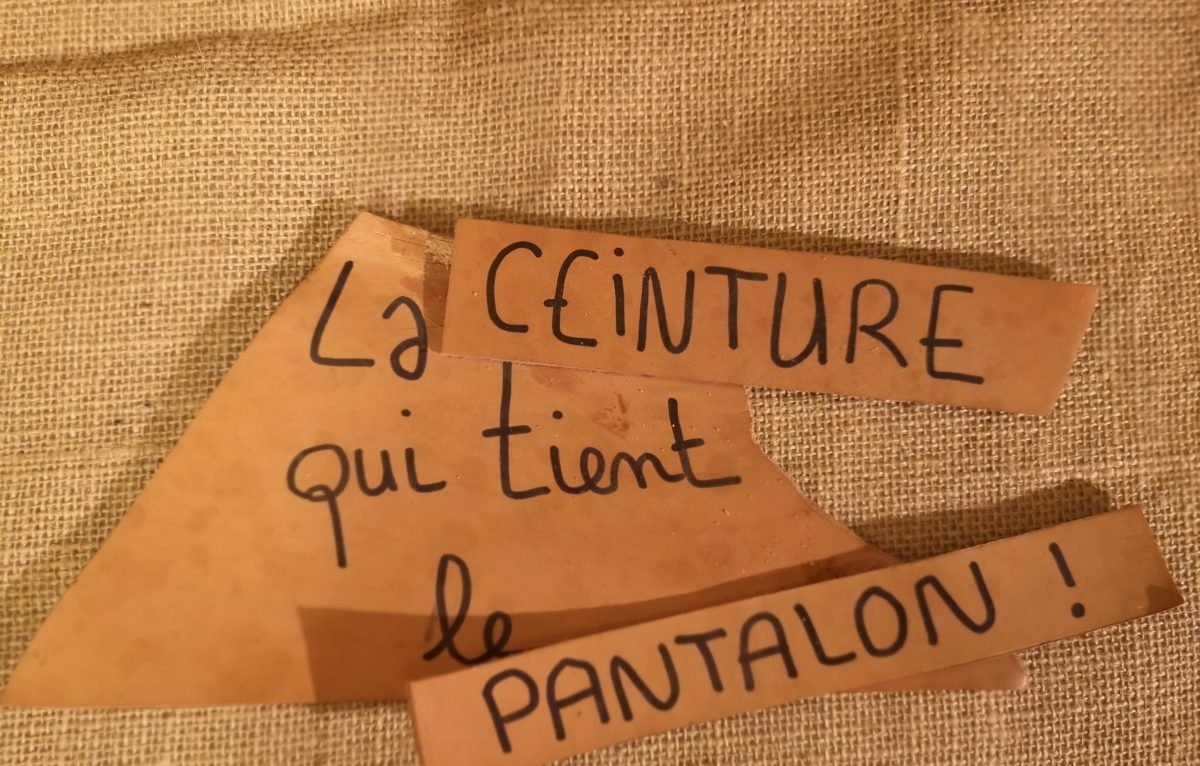 La CEiNTURE
qui tient
le
PANTALON !